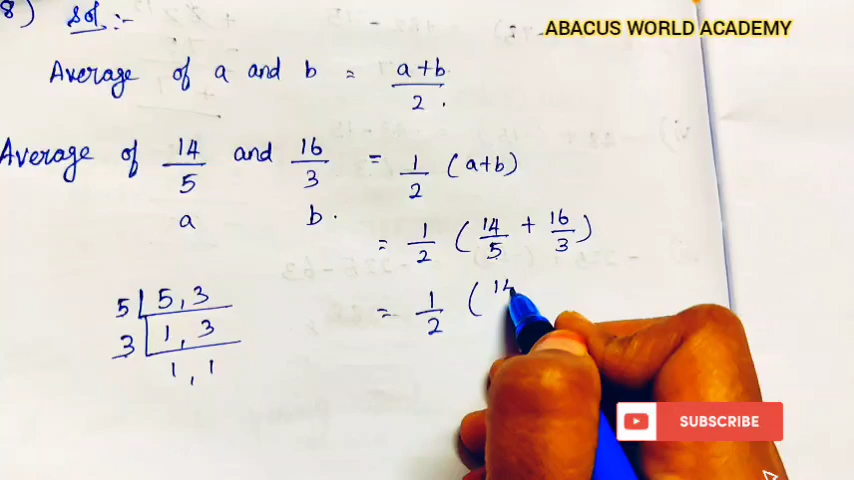 ABACUS WORLD ACADEMY
8) Sol :-
Average of a and b = a+b/2.
Average of 14/5 and 16/3 = 1/2 (a+b)
a b.
= 1/2 (14/5 + 16/3)
5 | 5, 3
3 | 1, 3
1, 1
= 1/2 ( 14
SUBSCRIBE